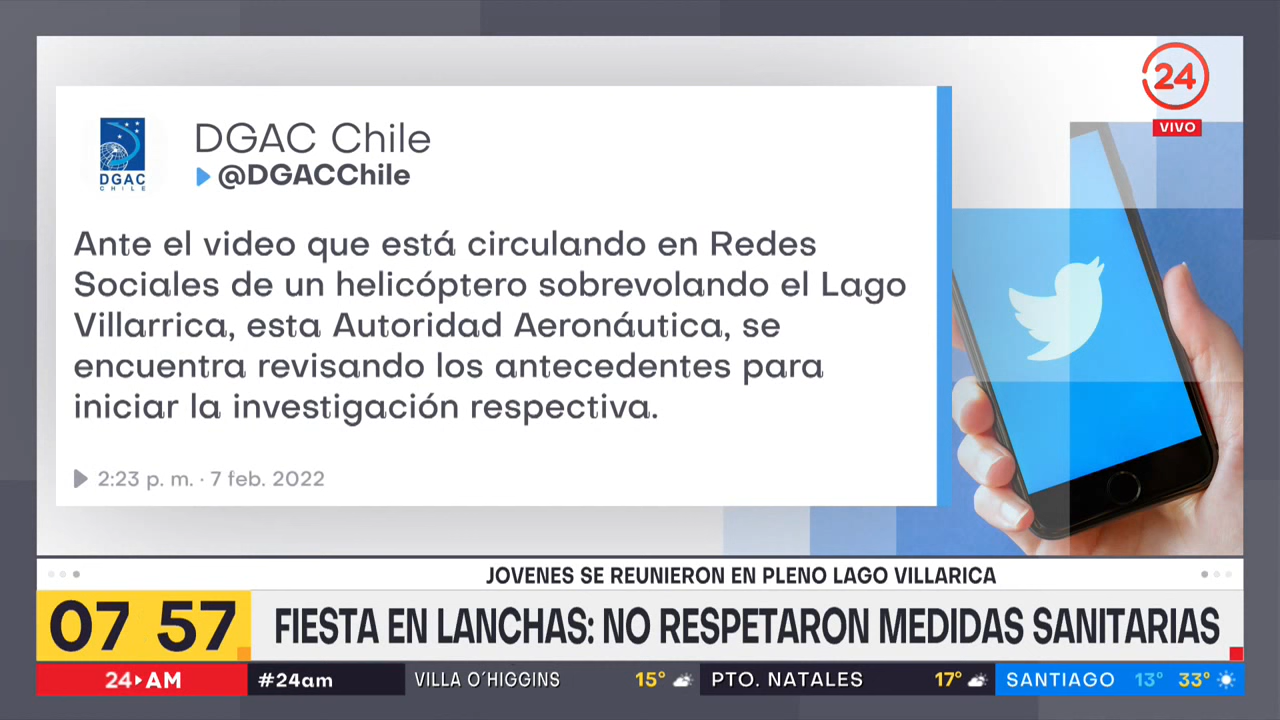 24
VIVO
DGAC
CHILE
DGAC Chile
@DGACChile
Ante el video que está circulando en Redes
Sociales de un helicóptero sobrevolando el Lago
Villarrica, esta Autoridad Aeronáutica, se
encuentra revisando los antecedentes para
iniciar la investigación respectiva.
2:23 p. m. · 7 feb. 2022
JOVENES SE REUNIERON EN PLENO LAGO VILLARICA
07 57
FIESTA EN LANCHAS: NO RESPETARON MEDIDAS SANITARIAS
24 AM
#24am
VILLA O´HIGGINS 15°
PTO. NATALES 17°
SANTIAGO 13° 33°